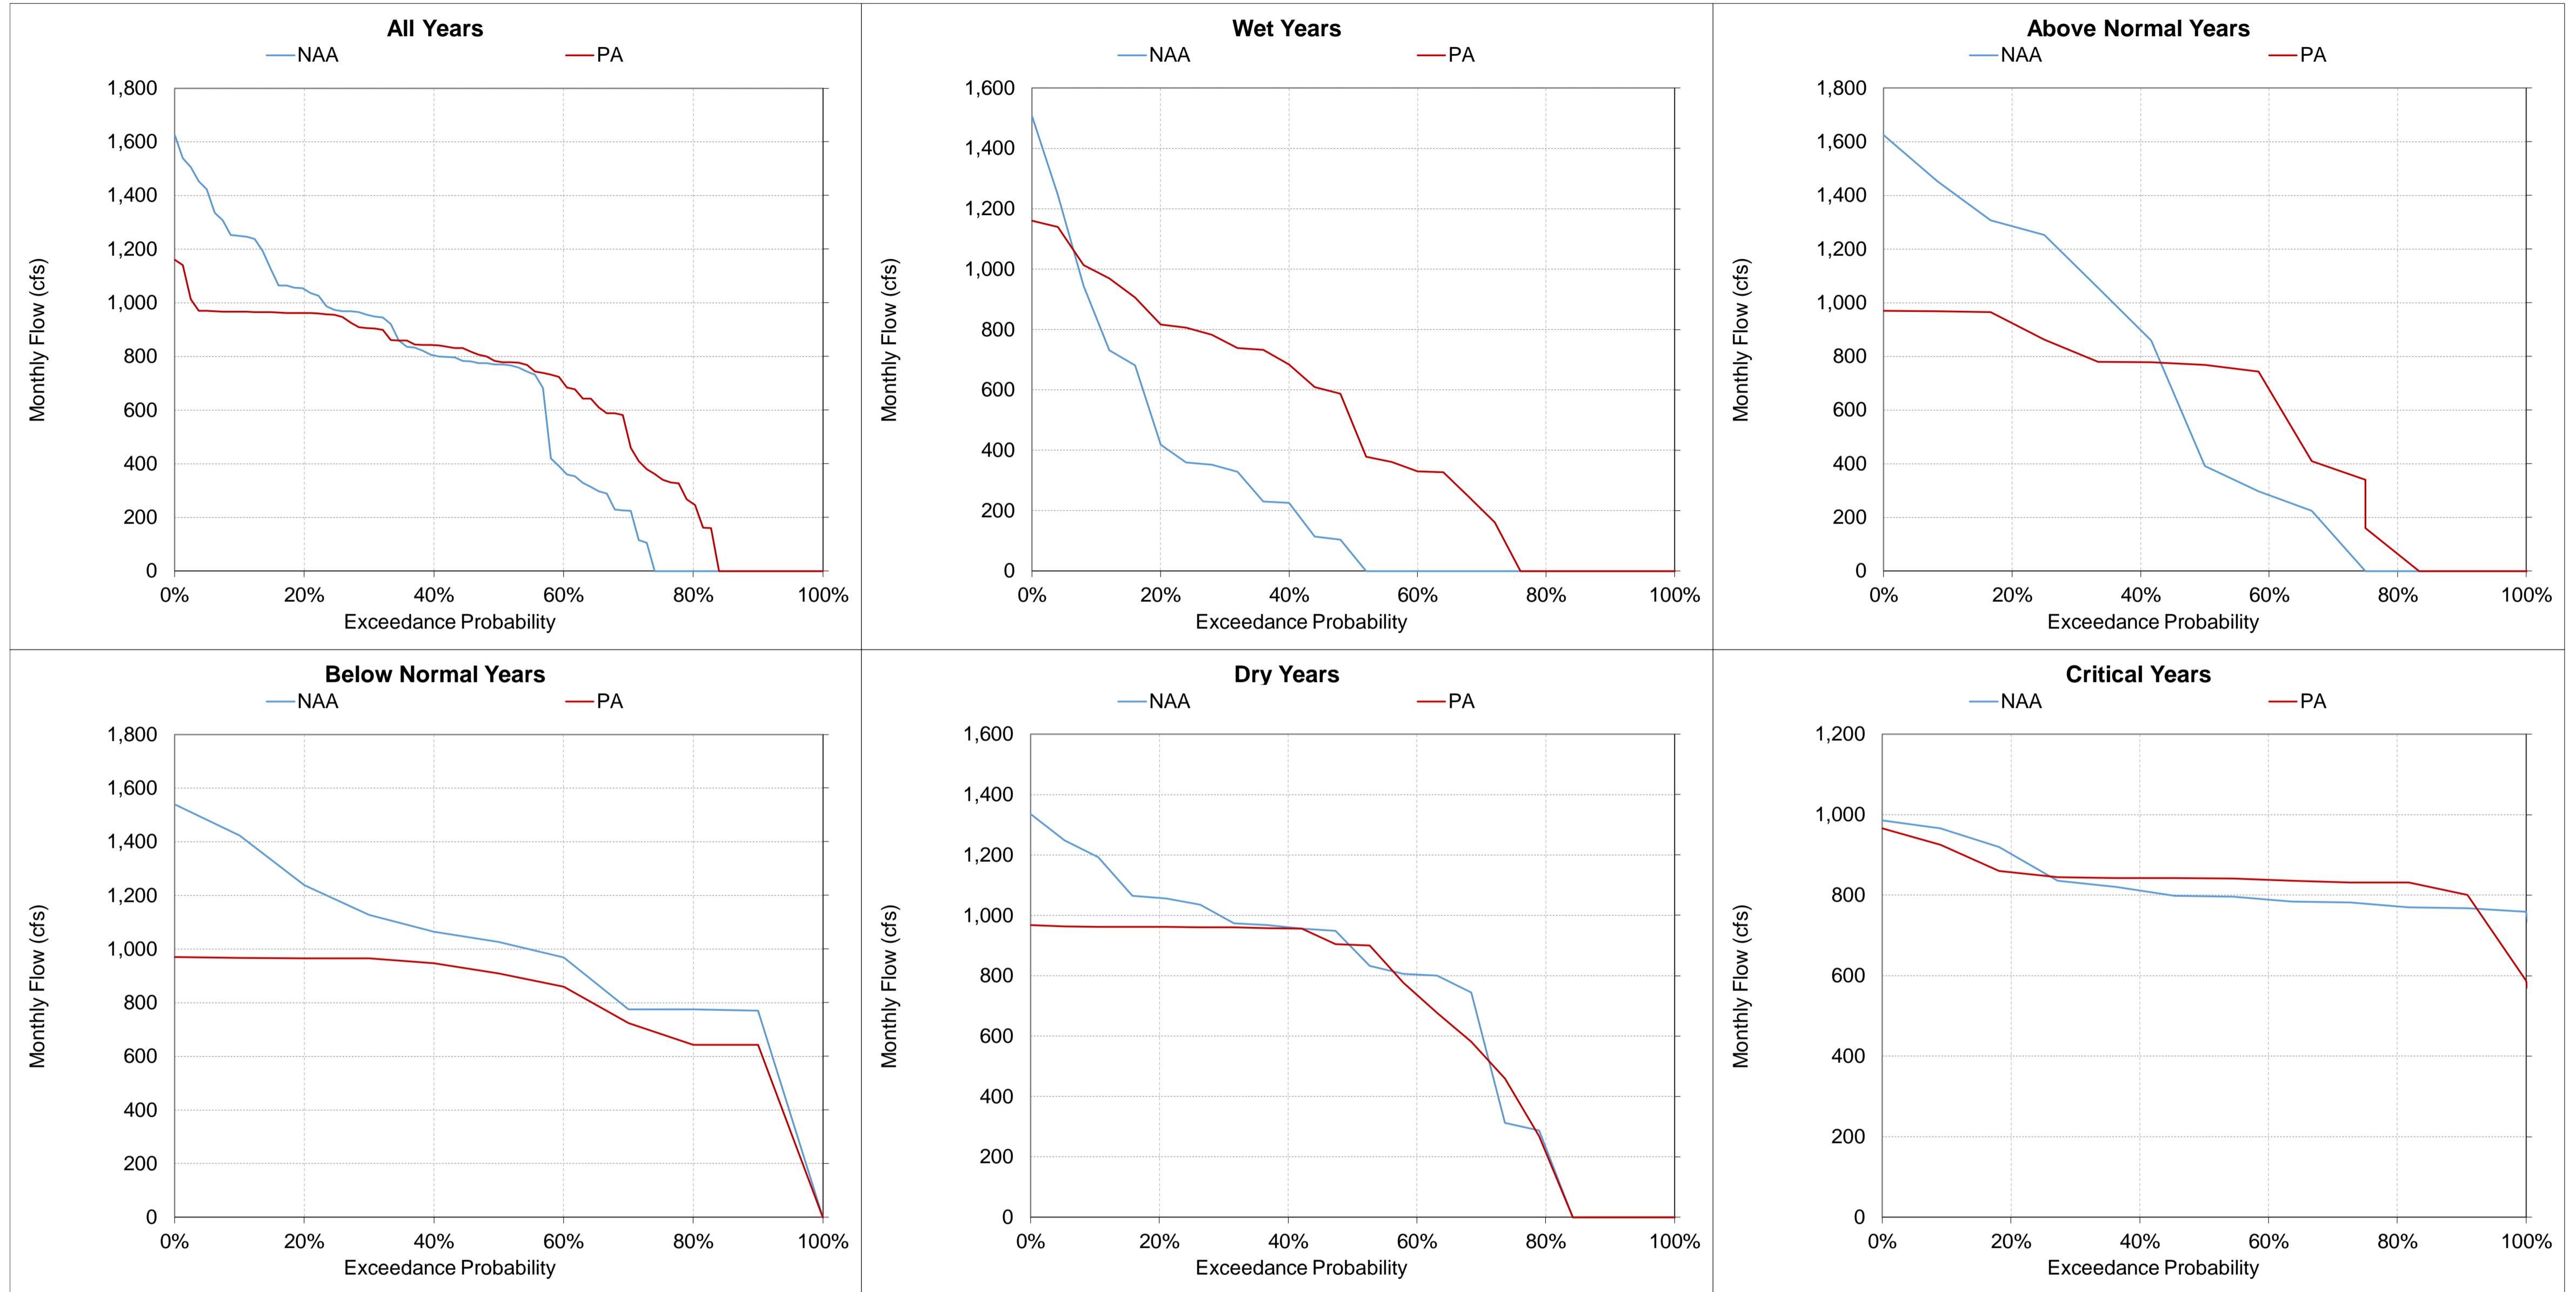 All Years
NAA PA
1,800
1,600
1,400
1,200
1,000
800
600
400
200
0
0% 20% 40% 60% 80% 100%
Exceedance Probability
Monthly Flow (cfs)
Wet Years
NAA PA
1,600
1,400
1,200
1,000
800
600
400
200
0
0% 20% 40% 60% 80% 100%
Exceedance Probability
Monthly Flow (cfs)
Above Normal Years
NAA PA
1,800
1,600
1,400
1,200
1,000
800
600
400
200
0
0% 20% 40% 60% 80% 100%
Exceedance Probability
Monthly Flow (cfs)
Below Normal Years
NAA PA
1,800
1,600
1,400
1,200
1,000
800
600
400
200
0
0% 20% 40% 60% 80% 100%
Exceedance Probability
Monthly Flow (cfs)
Dry Years
NAA PA
1,600
1,400
1,200
1,000
800
600
400
200
0
0% 20% 40% 60% 80% 100%
Exceedance Probability
Monthly Flow (cfs)
Critical Years
NAA PA
1,200
1,000
800
600
400
200
0
0% 20% 40% 60% 80% 100%
Exceedance Probability
Monthly Flow (cfs)